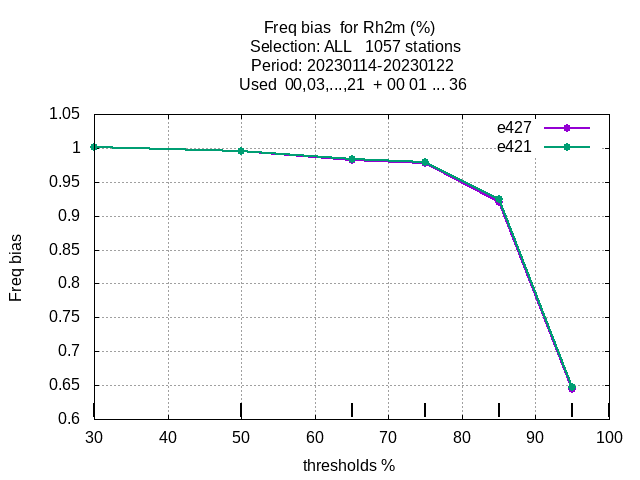 Freq bias  for Rh2m (%)
Selection: ALL   1057 stations
Period: 20230114-20230122
Used  00,03,...,21  + 00 01 ... 36
e427
e421
1.05
1
0.95
0.9
0.85
0.8
0.75
0.7
0.65
0.6
Freq bias
30 40 50 60 70 80 90 100
thresholds %